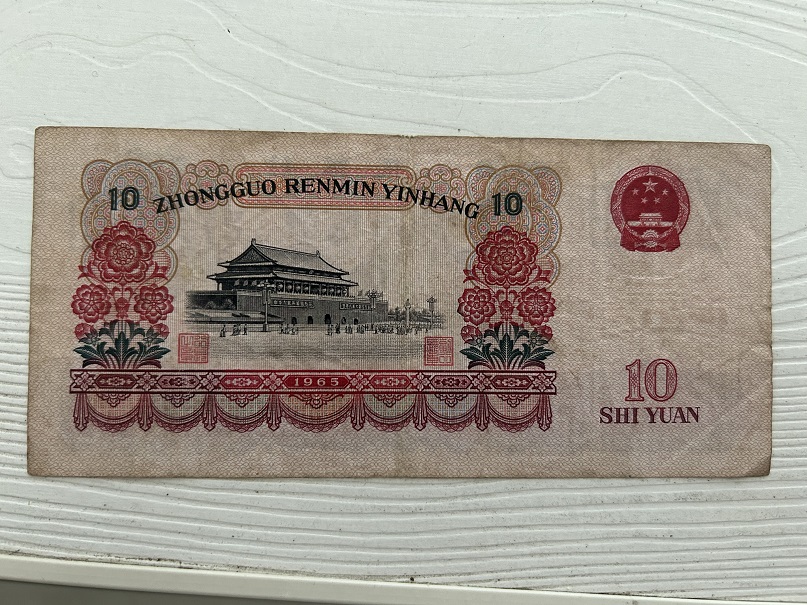 10 ZHONGGUO RENMIN YINHANG 10
1965
10
SHI YUAN